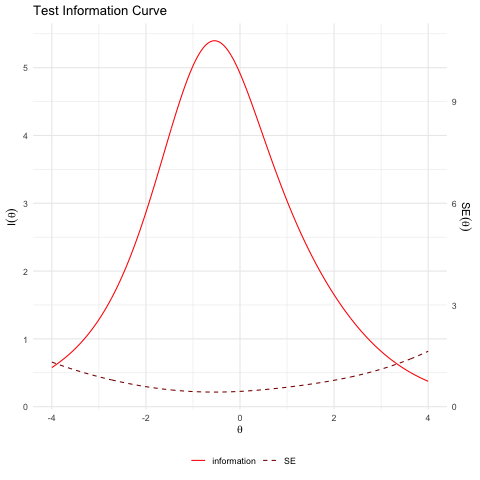 Test Information Curve
I(θ)
5
4
3
2
1
0
9
6
3
0
SE(θ)
-4 -2 0 2 4
θ
information SE